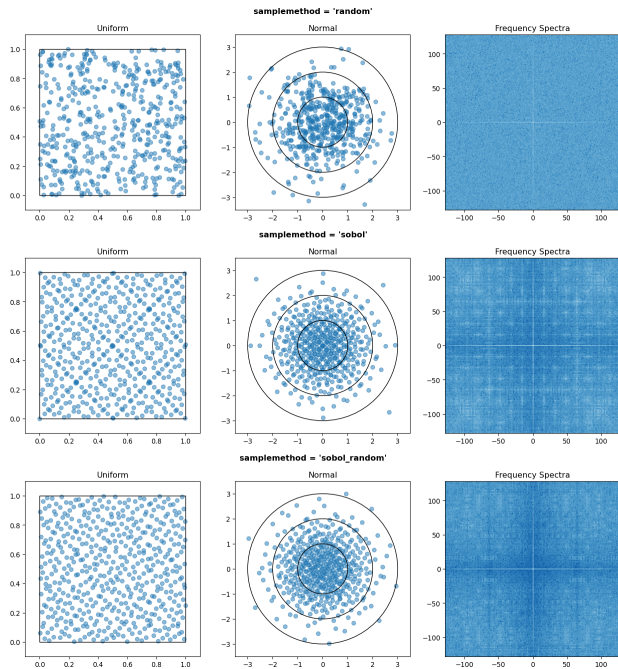 samplemethod = 'random'
Uniform
Normal
Frequency Spectra
1.0
0.8
0.6
0.4
0.2
0.0
0.0 0.2 0.4 0.6 0.8 1.0
3
2
1
0
−1
−2
−3
−3 −2 −1 0 1 2 3
100
50
0
−50
−100
−100 −50 0 50 100
samplemethod = 'sobol'
Uniform
Normal
Frequency Spectra
1.0
0.8
0.6
0.4
0.2
0.0
0.0 0.2 0.4 0.6 0.8 1.0
3
2
1
0
−1
−2
−3
−3 −2 −1 0 1 2 3
100
50
0
−50
−100
−100 −50 0 50 100
samplemethod = 'sobol_random'
Uniform
Normal
Frequency Spectra
1.0
0.8
0.6
0.4
0.2
0.0
0.0 0.2 0.4 0.6 0.8 1.0
3
2
1
0
−1
−2
−3
−3 −2 −1 0 1 2 3
100
50
0
−50
−100
−100 −50 0 50 100